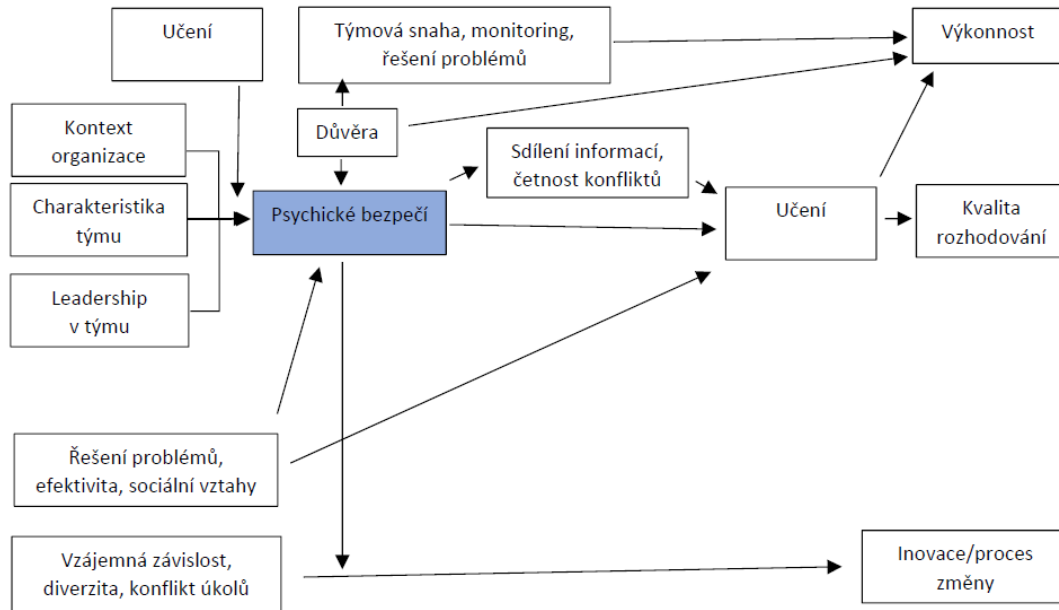 Učení
Týmová snaha, monitoring,
řešení problémů
Výkonnost
Kontext
organizace
Důvěra
Sdílení informací,
četnost konfliktů
Charakteristika
týmu
Psychické bezpečí
Učení
Kvalita
rozhodování
Leadership
v týmu
Řešení problémů,
efektivita, sociální vztahy
Vzájemná závislost,
diverzita, konflikt úkolů
Inovace/proces
změny